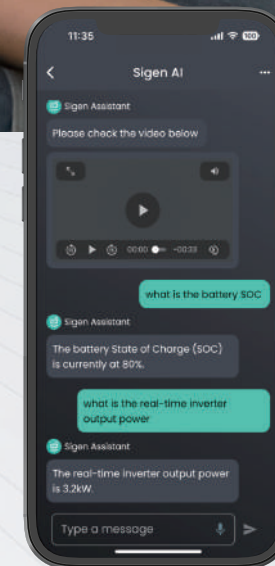 11:35
100
Sigen AI
Sigen Assistant
Please check the video below
00:00
-00:33
what is the battery SOC
Sigen Assistant
The battery State of Charge (SOC)
is currently at 80%.
what is the real-time inverter
output power
Sigen Assistant
The real-time inverter output power
is 3.2kW.
Type a message